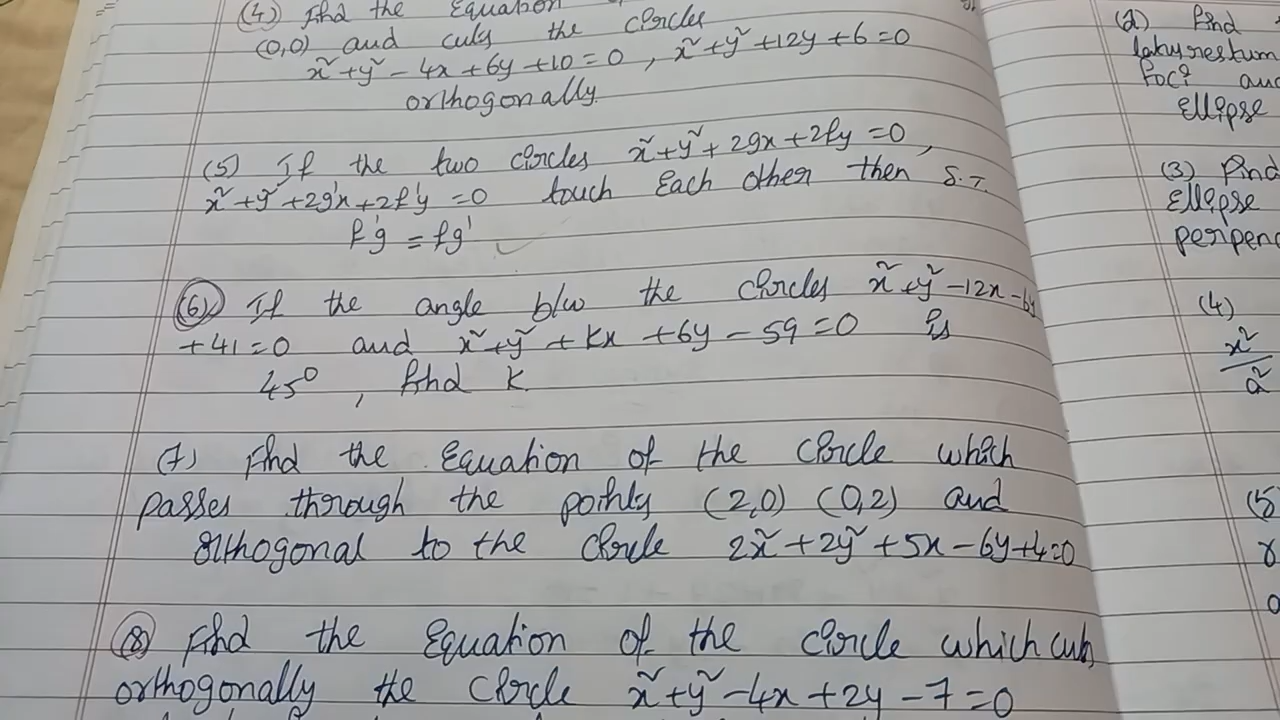 (4) Find the Equation
(0,0) and cuts the circles
x²+y² - 4x+6y+10=0 , x²+y²+12y+6=0
orthogonally.
(5) If the two circles x²+y²+2gx+2fy=0,
x²+y²+2g'x+2f'y=0 touch Each other then S.T.
f'g = fg'
(6) If the angle b/w the circles x²+y²-12x-6y
+41=0 and x²+y²+kx+6y-59=0 is
45°, find k
(7) Find the Equation of the circle which
passes through the points (2,0) (0,2) and
orthogonal to the circle 2x²+2y²+5x-6y+4=0
(8) Find the Equation of the circle which cuts
orthogonally the circle x²+y²-4x+2y-7=0
(2) Find
latusrectum
foci and
Ellipse
(3) Find
Ellipse
(4)
x²
a²
(5)